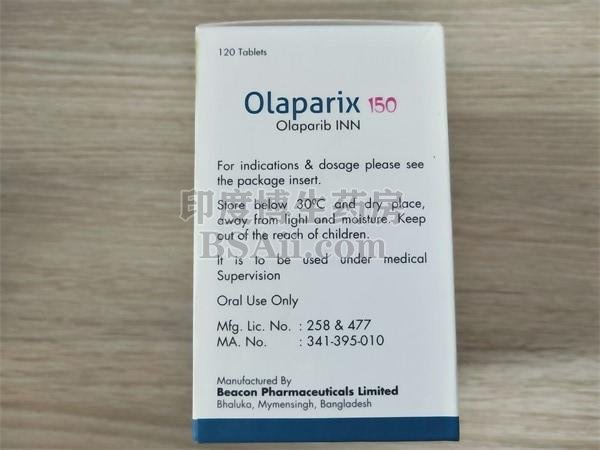 120 Tablets
Olaparix 150
Olaparib INN
For indications & dosage please see
the package insert.
Store below 30°C and dry place,
away from light and moisture. Keep
out of the reach of children.
It is to be used under medical
Supervision
Oral Use Only
Mfg. Lic. No. : 258 & 477
MA. No. : 341-395-010
Manufactured By
Beacon Pharmaceuticals Limited
Bhaluka, Mymensingh, Bangladesh
印度博生药房
BSAii.com